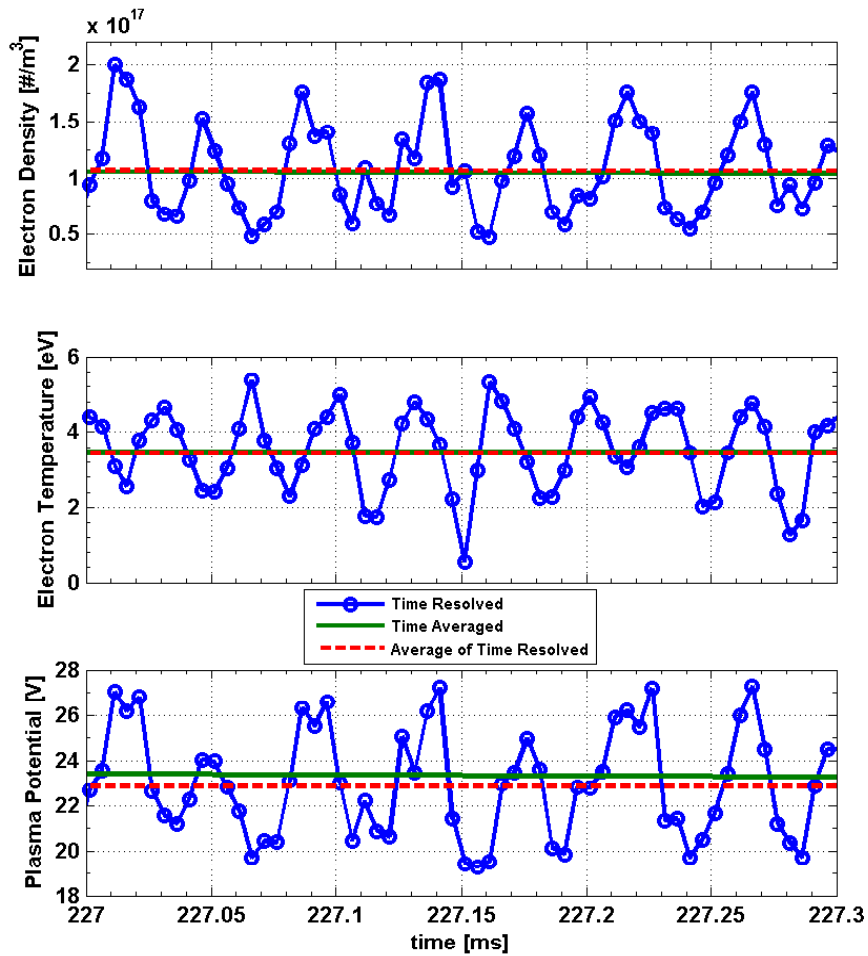 x 10^17
Electron Density [#/m^3]
2
1.5
1
0.5
Electron Temperature [eV]
6
4
2
0
Time Resolved
Time Averaged
Average of Time Resolved
Plasma Potential [V]
28
26
24
22
20
18
227
227.05
227.1
227.15
227.2
227.25
227.3
time [ms]